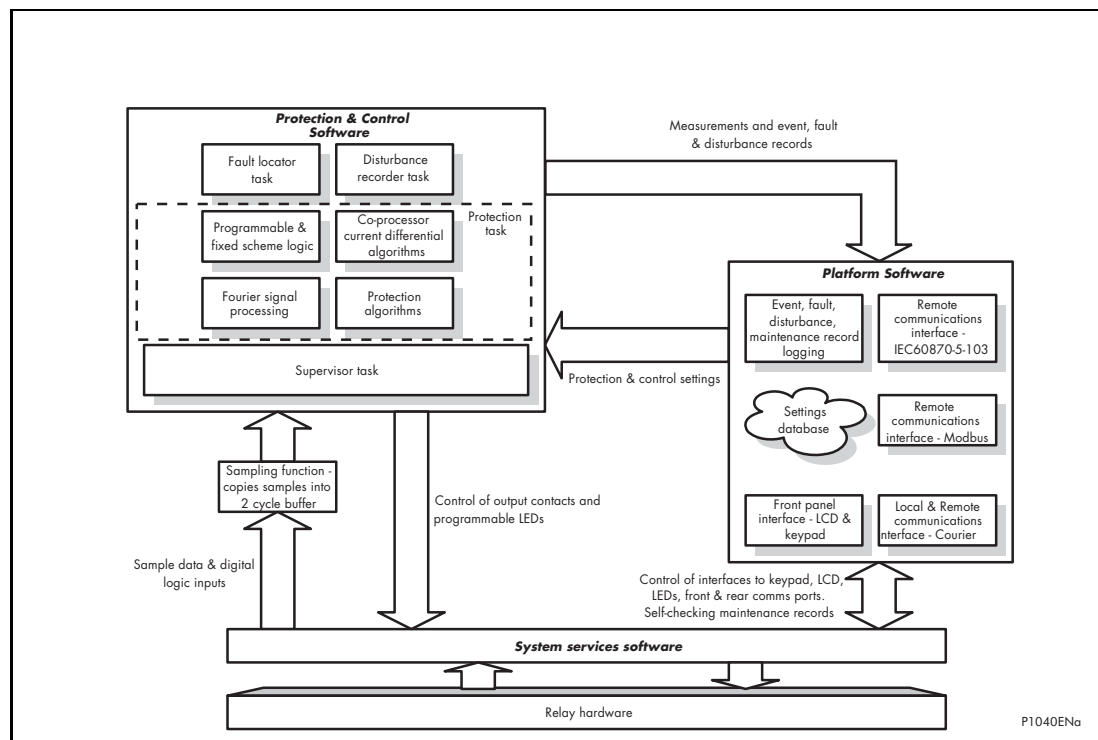 Protection & Control
Software
Fault locator
task
Disturbance
recorder task
Protection
task
Programmable &
fixed scheme logic
Co-processor
current differential
algorithms
Fourier signal
processing
Protection
algorithms
Supervisor task
Measurements and event, fault
& disturbance records
Platform Software
Event, fault,
disturbance,
maintenance record
logging
Remote
communications
interface -
IEC60870-5-103
Protection & control settings
Settings
database
Remote
communications
interface - Modbus
Front panel
interface - LCD &
keypad
Local & Remote
communications
nterface - Courier
Sampling function -
copies samples into
2 cycle buffer
Control of output contacts and
programmable LEDs
Sample data & digital
logic inputs
Control of interfaces to keypad, LCD,
LEDs, front & rear comms ports.
Self-checking maintenance records
System services software
Relay hardware
P1040ENa